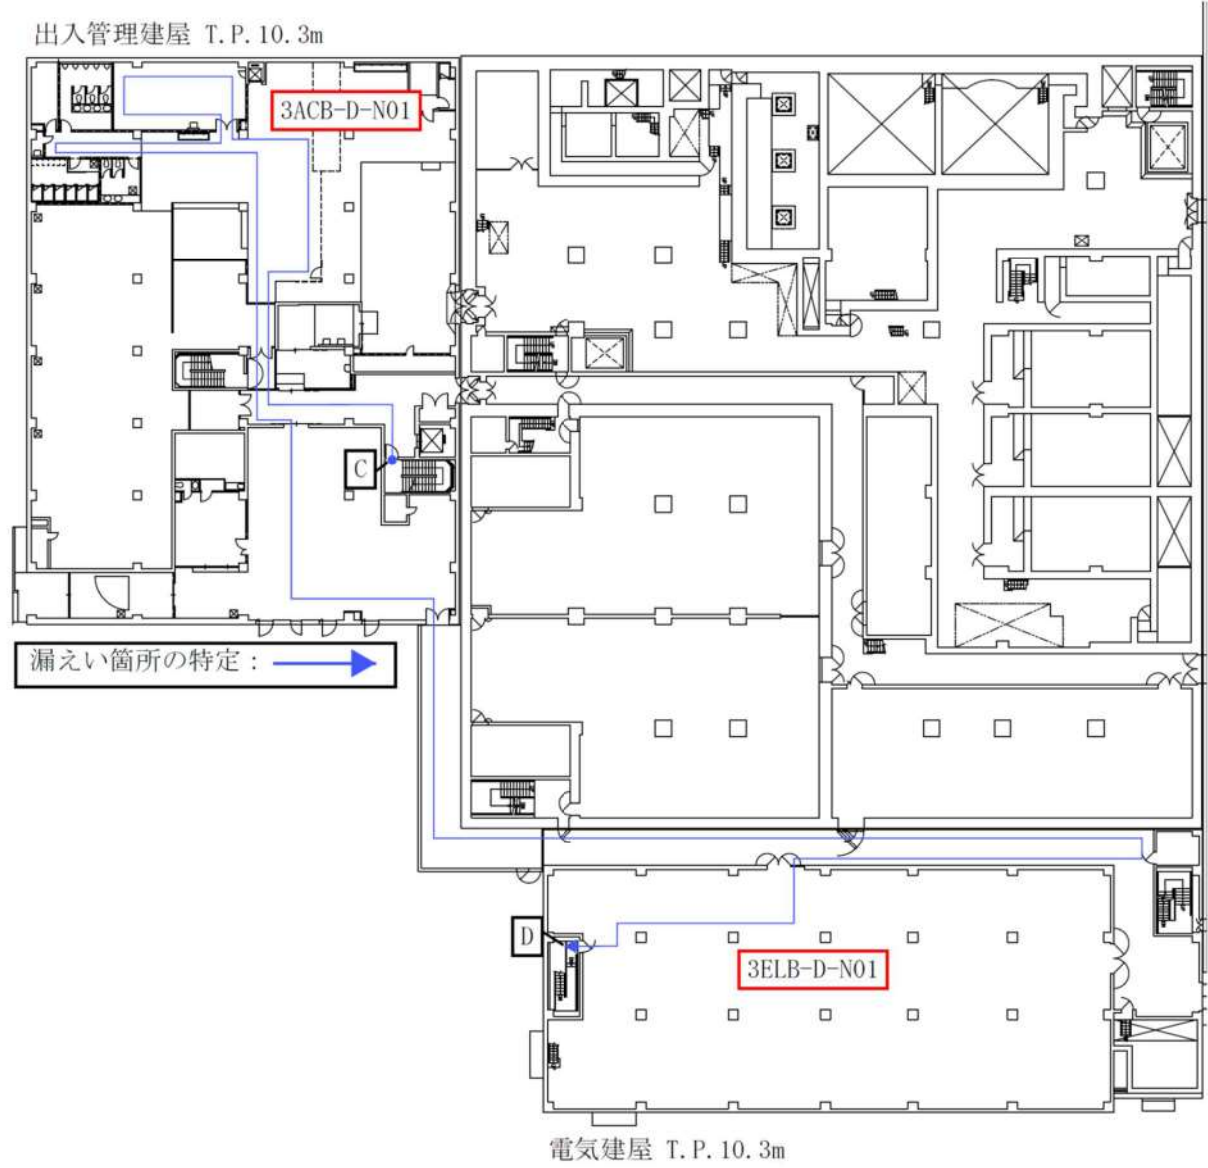 出入管理建屋 T.P.10.3m
3ACB-D-N01
C
漏えい箇所の特定：
D
3ELB-D-N01
電気建屋 T.P.10.3m